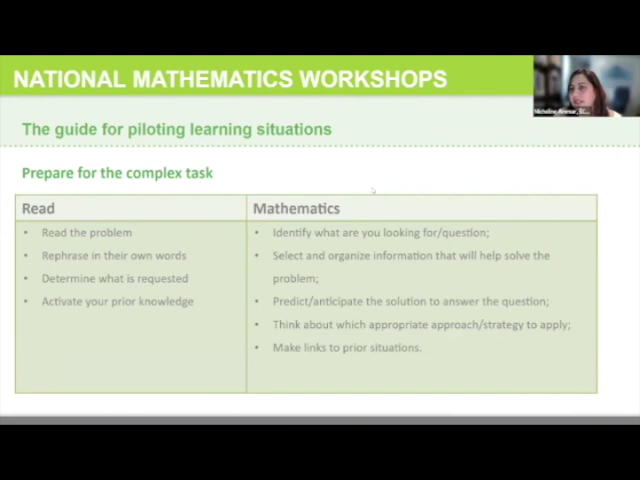 NATIONAL MATHEMATICS WORKSHOPS
The guide for piloting learning situations
Prepare for the complex task
Read
• Read the problem
• Rephrase in their own words
• Determine what is requested
• Activate your prior knowledge
Mathematics
• Identify what are you looking for/question;
• Select and organize information that will help solve the
problem;
• Predict/anticipate the solution to answer the question;
• Think about which appropriate approach/strategy to apply;
• Make links to prior situations.